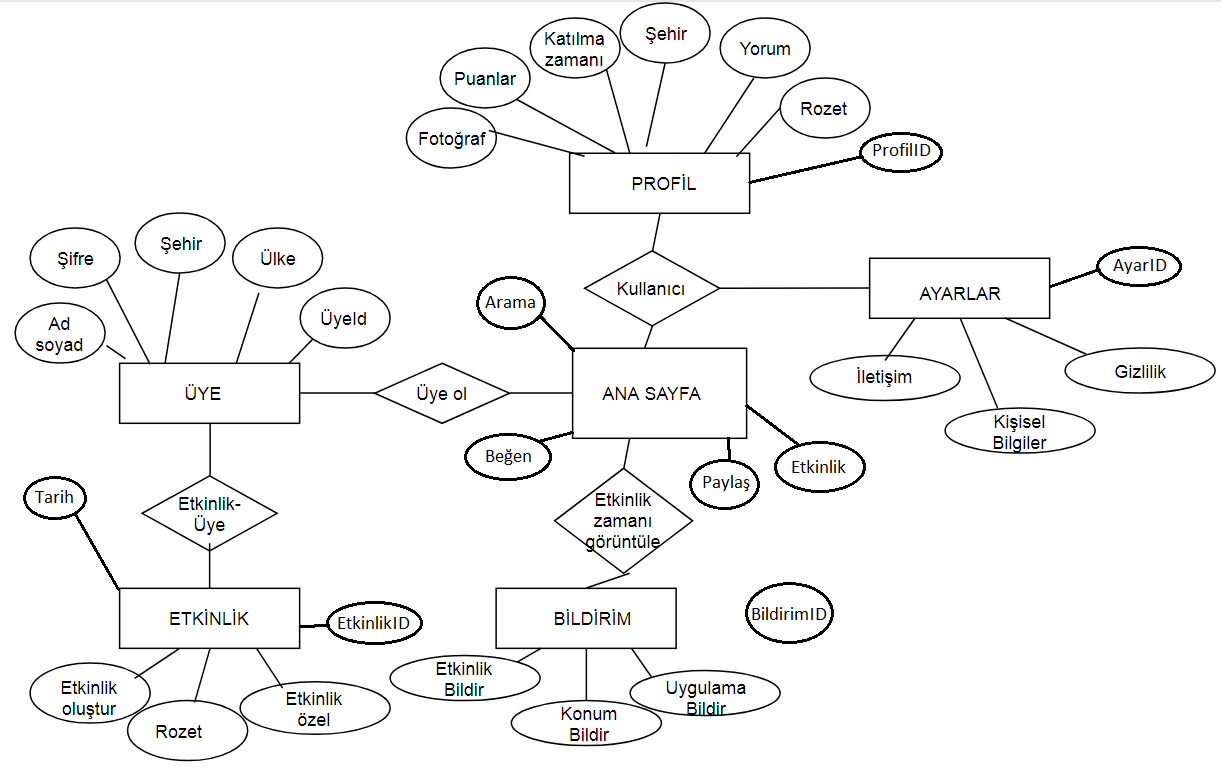 Şehir
Katılma
zamanı
Yorum
Puanlar
Rozet
Fotoğraf
ProfilID
PROFİL
Şehir
Şifre
Ülke
AyarID
Kullanıcı
AYARLAR
Arama
Ad
soyad
ÜyeId
İletişim
Gizlilik
ÜYE
Üye ol
ANA SAYFA
Kişisel
Bilgiler
Beğen
Etkinlik
Paylaş
Tarih
Etkinlik-
Üye
Etkinlik
zamanı
görüntüle
ETKİNLİK
EtkinlikID
BİLDİRİM
BildirimID
Etkinlik
oluştur
Rozet
Etkinlik
özel
Etkinlik
Bildir
Konum
Bildir
Uygulama
Bildir